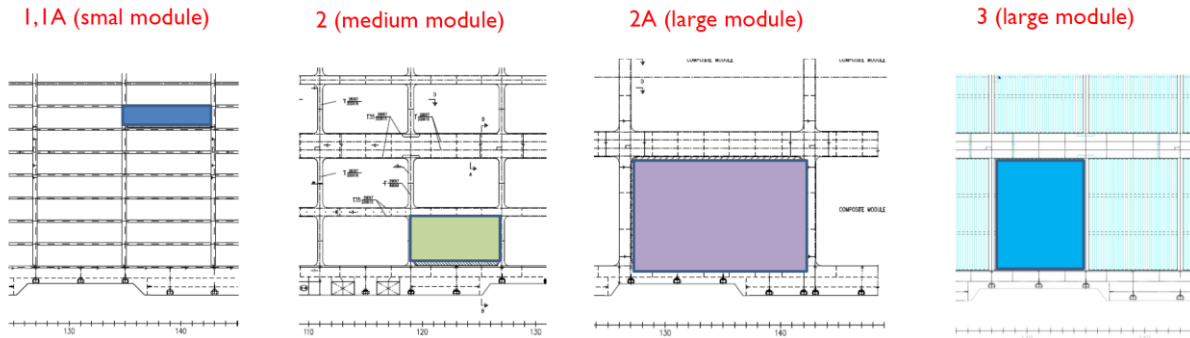 1,1A (smal module)
2 (medium module)
2A (large module)
3 (large module)
COMPOSITE MODULE
COMPOSITE
COMPOSITE MODULE
130
140
110
120
130
130
140